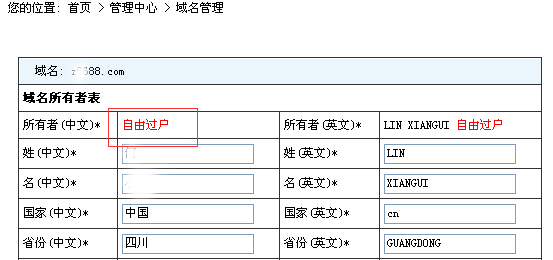 您的位置: 首页 > 管理中心 > 域名管理
域名: 388.com
域名所有者表
所有者(中文)* 自由过户 所有者(英文)* LIN XIANGUI 自由过户
姓(中文)* 姓(英文)* LIN
名(中文)* 名(英文)* XIANGUI
国家(中文)* 中国 国家(英文)* cn
省份(中文)* 四川 省份(英文)* GUANGDONG